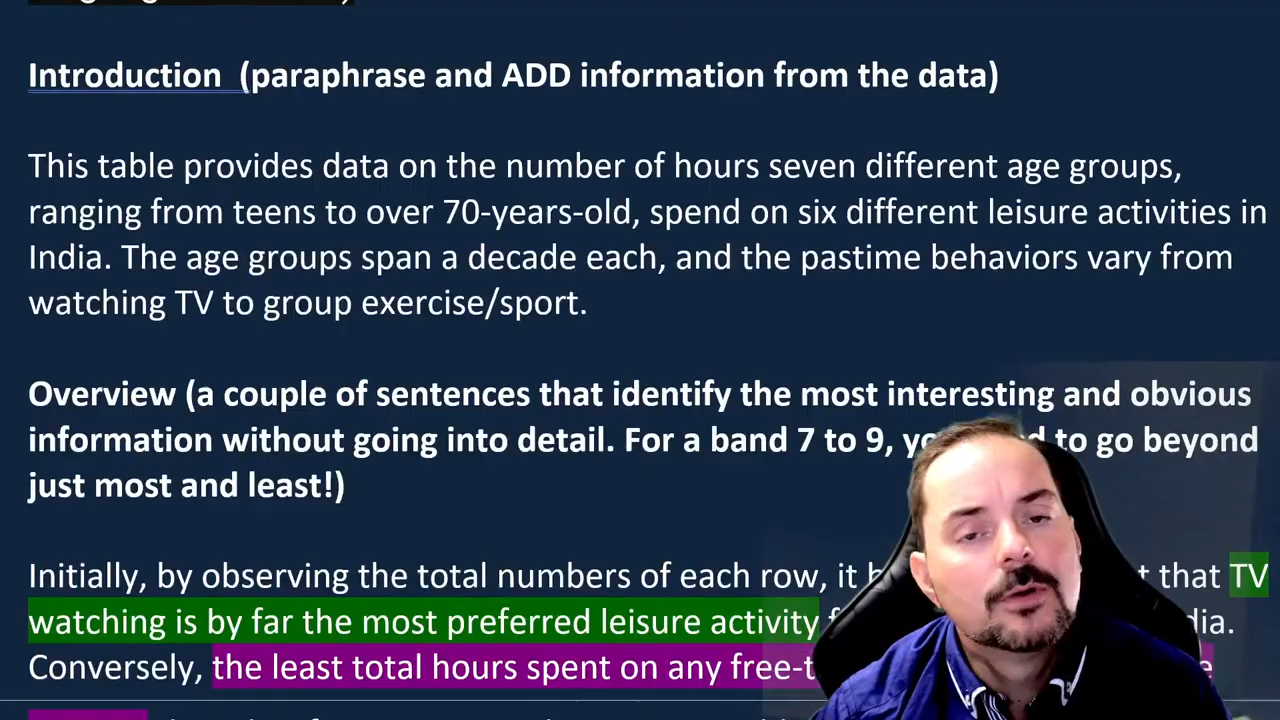 Introduction  (paraphrase and ADD information from the data)
This table provides data on the number of hours seven different age groups,
ranging from teens to over 70-years-old, spend on six different leisure activities in
India. The age groups span a decade each, and the pastime behaviors vary from
watching TV to group exercise/sport.
Overview (a couple of sentences that identify the most interesting and obvious
information without going into detail. For a band 7 to 9, to go beyond
just most and least!)
Initially, by observing the total numbers of each row, it that TV
watching is by far the most preferred leisure activity
Conversely, the least total hours spent on any